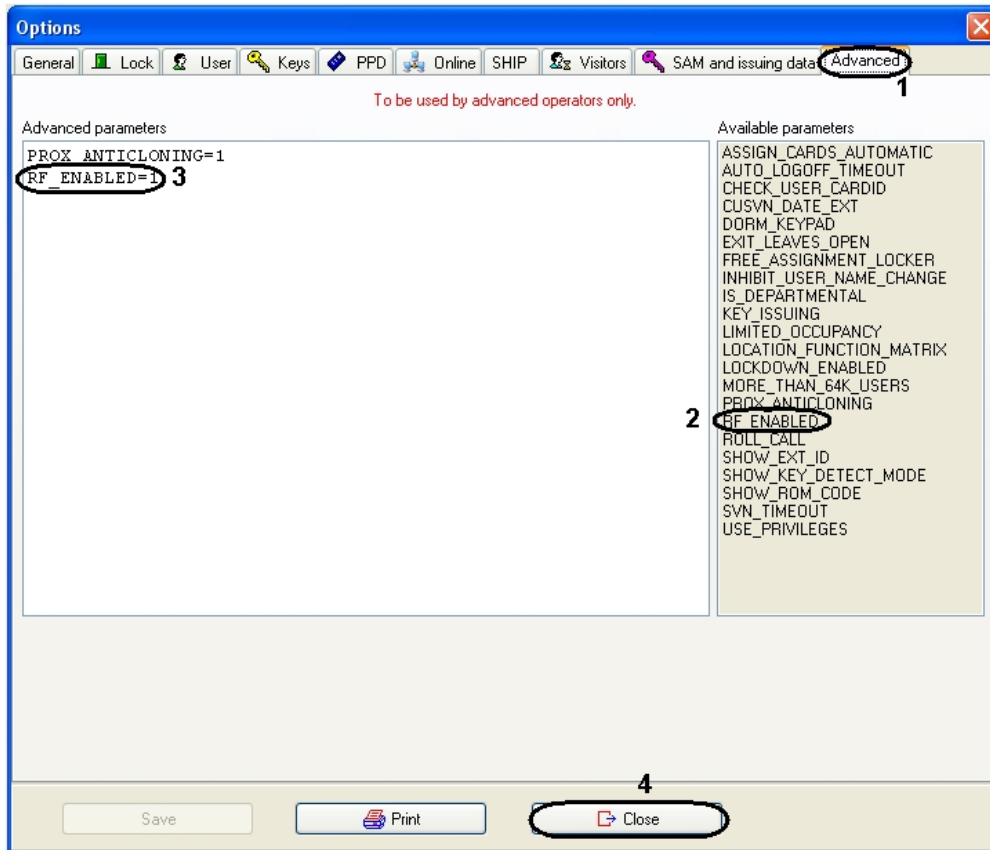 Options
General Lock User Keys PPD Online SHIP Visitors SAM and issuing data Advanced
1
To be used by advanced operators only.
Advanced parameters
PROX_ANTICLONING=1
RF_ENABLED=1 3
Available parameters
ASSIGN_CARDS_AUTOMATIC
AUTO_LOGOFF_TIMEOUT
CHECK_USER_CARDID
CUSVN_DATE_EXT
DORM_KEYPAD
EXIT_LEAVES_OPEN
FREE_ASSIGNMENT_LOCKER
INHIBIT_USER_NAME_CHANGE
IS_DEPARTMENTAL
KEY_ISSUING
LIMITED_OCCUPANCY
LOCATION_FUNCTION_MATRIX
LOCKDOWN_ENABLED
MORE_THAN_64K_USERS
PROX_ANTICLONING
2 RF_ENABLED
ROLL_CALL
SHOW_EXT_ID
SHOW_KEY_DETECT_MODE
SHOW_ROM_CODE
SVN_TIMEOUT
USE_PRIVILEGES
4
Save Print Close